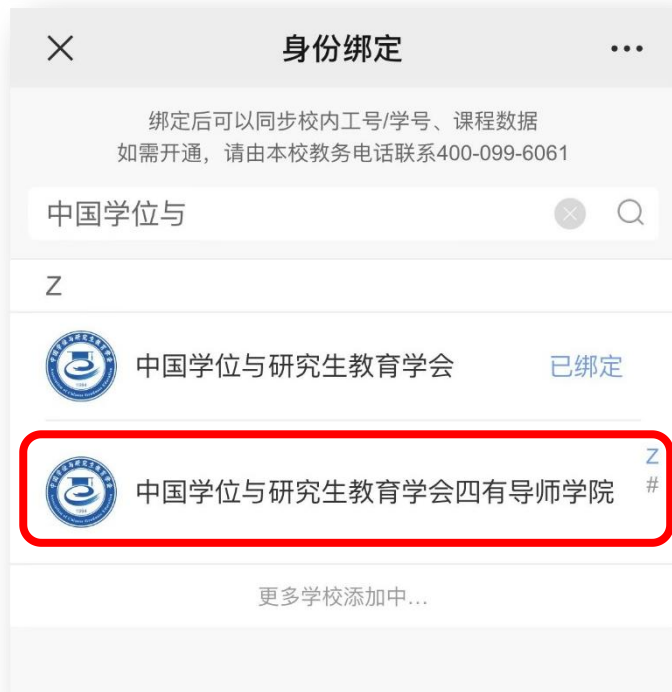 身份绑定
绑定后可以同步校内工号/学号、课程数据
如需开通，请由本校教务电话联系400-099-6061
中国学位与
Z
中国学位与研究生教育学会
已绑定
Z
中国学位与研究生教育学会四有导师学院
#
更多学校添加中...